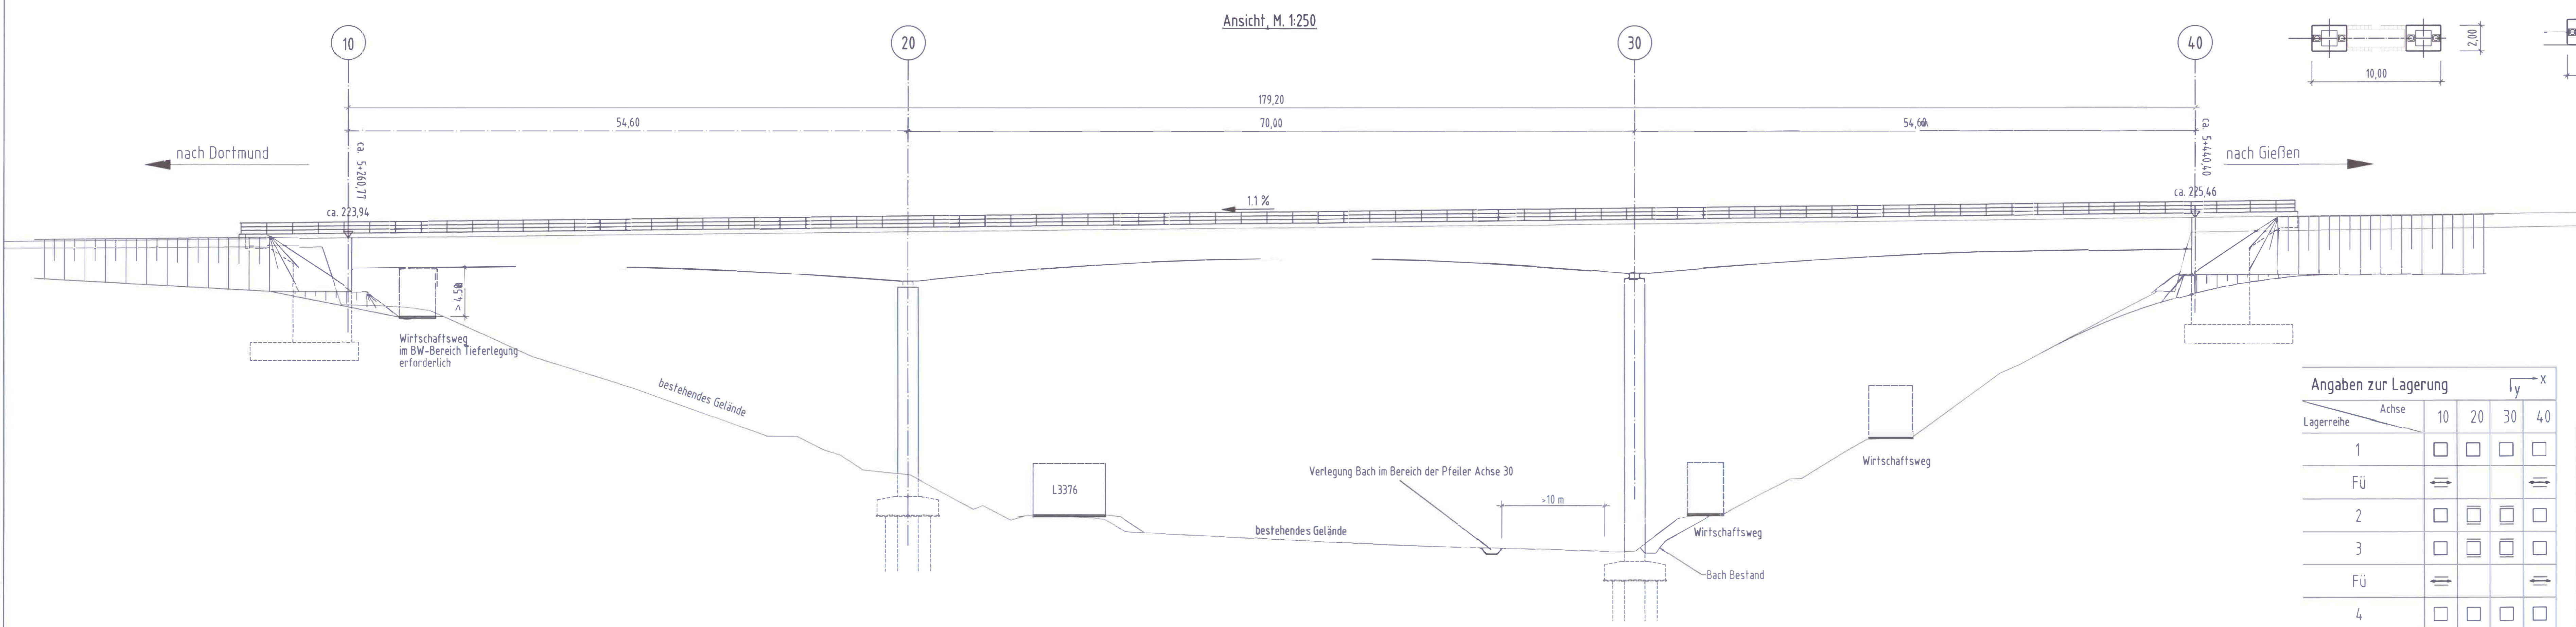 Ansicht, M. 1:250
10
20
30
40
2,00
10,00
179,20
54,60
70,00
54,60
nach Dortmund
nach Gießen
ca. 5+260,77
ca. 5+440,40
ca. 223,94
ca. 225,46
1.1 %
> 4,50
Wirtschaftsweg
im BW-Bereich Tieferlegung
erforderlich
bestehendes Gelände
L3376
bestehendes Gelände
Verlegung Bach im Bereich der Pfeiler Achse 30
>10 m
Wirtschaftsweg
Bach Bestand
Wirtschaftsweg
Angaben zur Lagerung
x
y
Achse
Lagerreihe
10 20 30 40
1
Fü
2
3
Fü
4